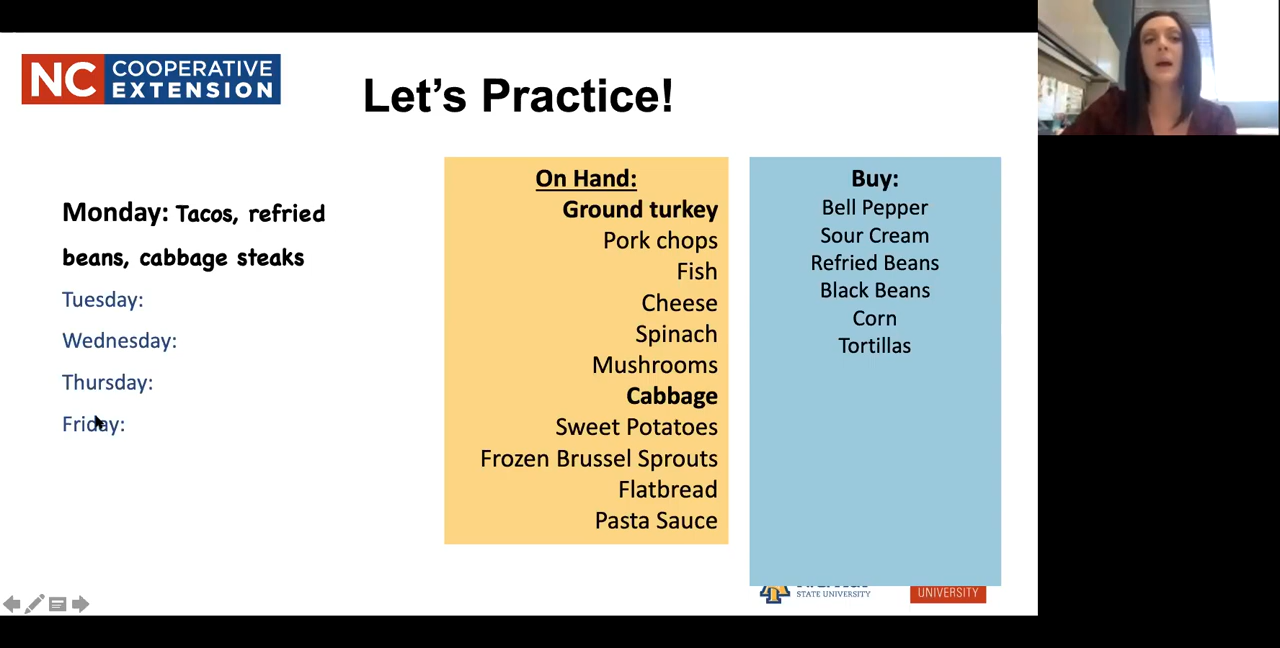 NC COOPERATIVE
EXTENSION
Let's Practice!
Monday: Tacos, refried
beans, cabbage steaks
Tuesday:
Wednesday:
Thursday:
Friday:
On Hand:
Ground turkey
Pork chops
Fish
Cheese
Spinach
Mushrooms
Cabbage
Sweet Potatoes
Frozen Brussel Sprouts
Flatbread
Pasta Sauce
Buy:
Bell Pepper
Sour Cream
Refried Beans
Black Beans
Corn
Tortillas
STATE UNIVERSITY
UNIVERSITY